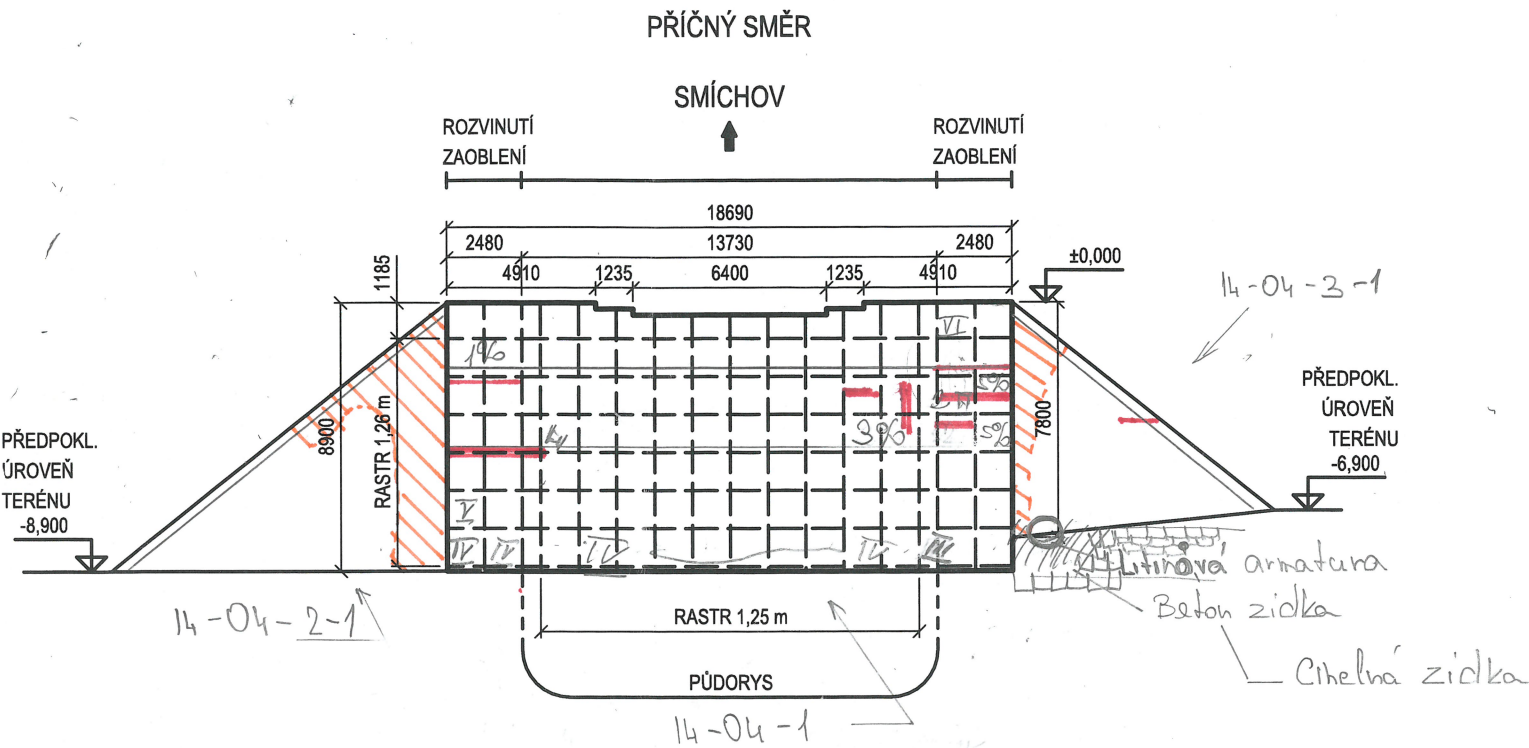 PŘÍČNÝ SMĚR
SMÍCHOV
ROZVINUTÍ
ZAOBLENÍ
ROZVINUTÍ
ZAOBLENÍ
18690
2480
13730
2480
4910
1235
6400
1235
4910
1185
±0,000
14-04-3-1
VI
1%
5%
8900
RASTR 1,26 m
3%
5%
7800
PŘEDPOKL.
ÚROVEŇ
TERÉNU
-6,900
PŘEDPOKL.
ÚROVEŇ
TERÉNU
-8,900
V
IV
IV
IV
IV
III
Litinová armatura
Beton zídka
Cihelná zídka
14-04-2-1
RASTR 1,25 m
PŮDORYS
14-04-1